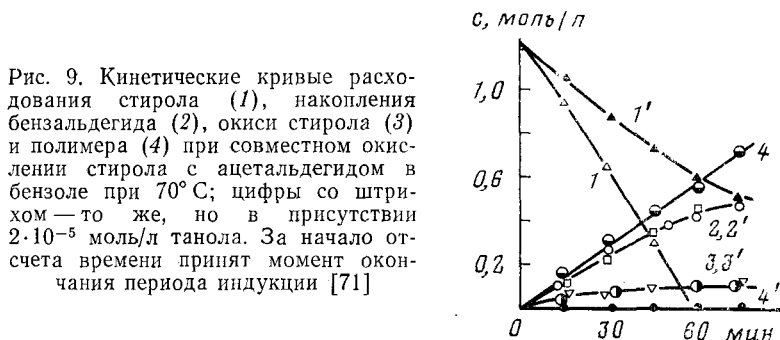 Рис. 9. Кинетические кривые расхо-
дования стирола (1), накопления
бензальдегида (2), окиси стирола (3)
и полимера (4) при совместном окис-
лении стирола с ацетальдегидом в
бензоле при 70° С; цифры со штри-
хом — то же, но в присутствии
2·10⁻⁵ моль/л танола. За начало от-
счета времени принят момент окон-
чания периода индукции [71]
с, моль/л
1,0
1'
1
4
0,6
2,2'
0,2
3,3'
4'
0 30 60 мин